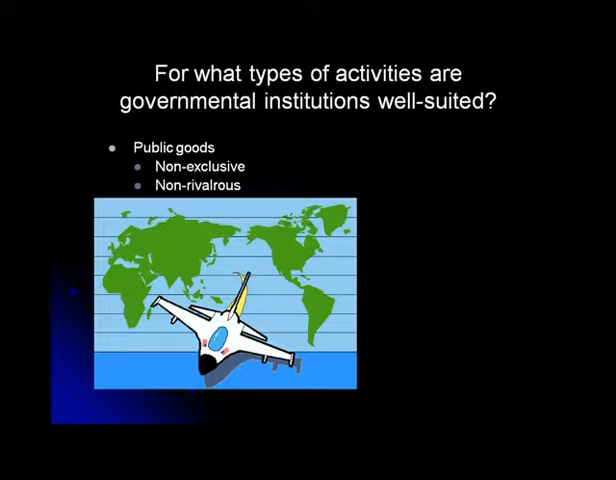 For what types of activities are
governmental institutions well-suited?
Public goods
Non-exclusive
Non-rivalrous